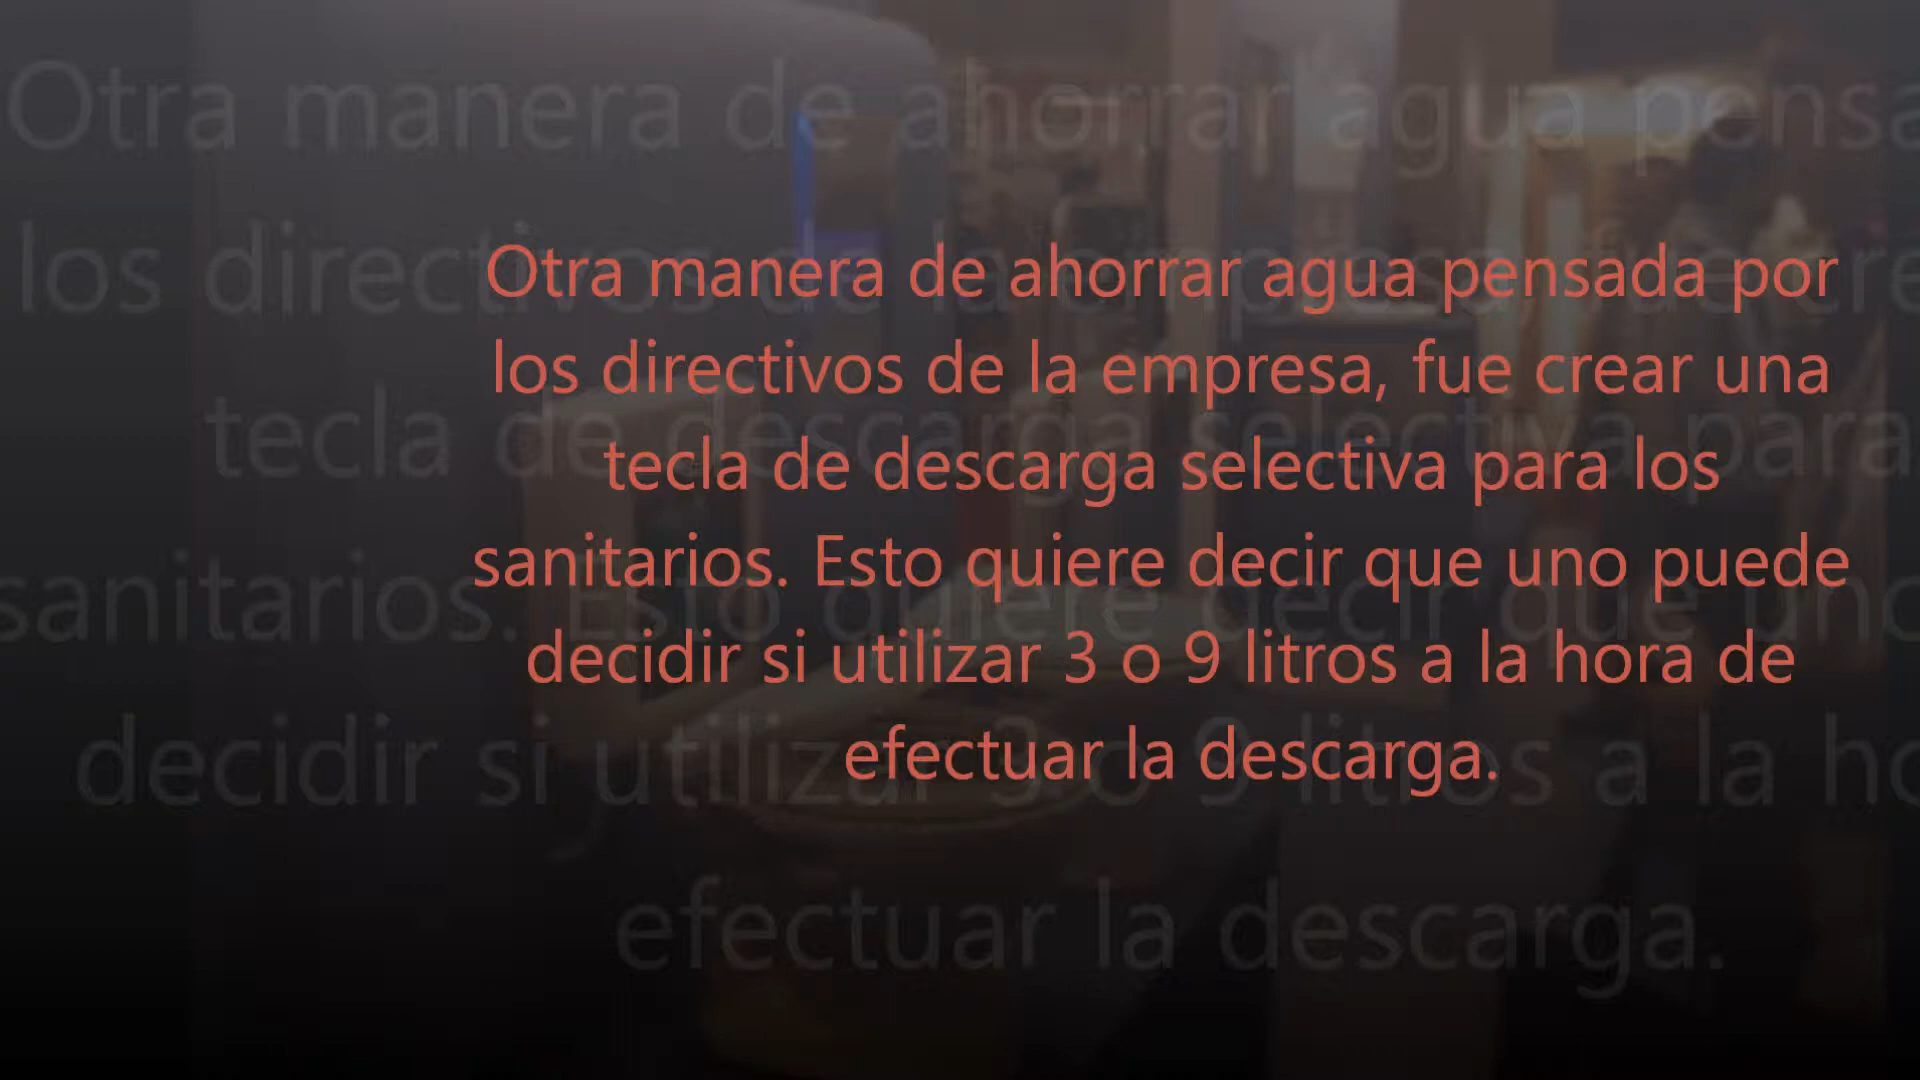 Otra manera de ahorrar agua pensada por
los directivos de la empresa, fue crear una
tecla de descarga selectiva para los
sanitarios. Esto quiere decir que uno puede
decidir si utilizar 3 o 9 litros a la hora de
efectuar la descarga.